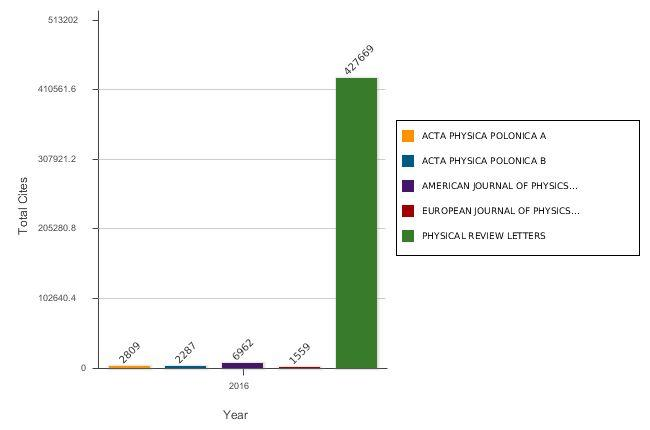 513202
410561.6
307921.2
205280.8
102640.4
0
Total Cites
2809
2287
6962
1559
427669
2016
Year
ACTA PHYSICA POLONICA A
ACTA PHYSICA POLONICA B
AMERICAN JOURNAL OF PHYSICS...
EUROPEAN JOURNAL OF PHYSICS...
PHYSICAL REVIEW LETTERS